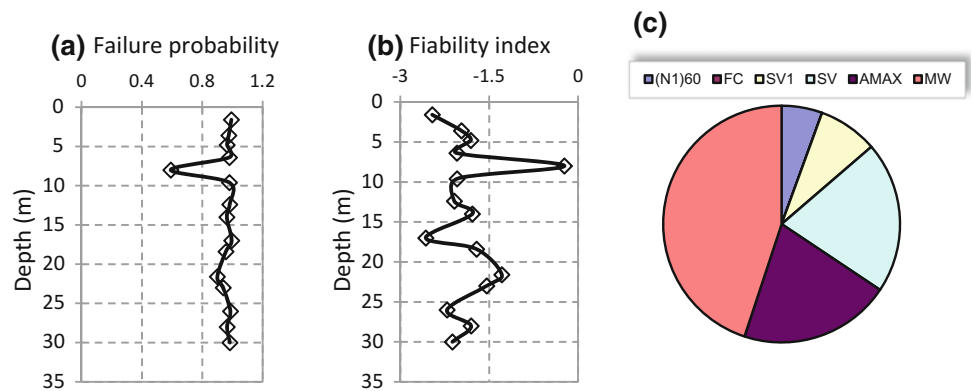 (a) Failure probability
0 0.4 0.8 1.2
0
5
10
15
20
25
30
35
Depth (m)
(b) Fiability index
-3 -1.5 0
0
5
10
15
20
25
30
35
Depth (m)
(c)
(N1)60 FC SV1 SV AMAX MW